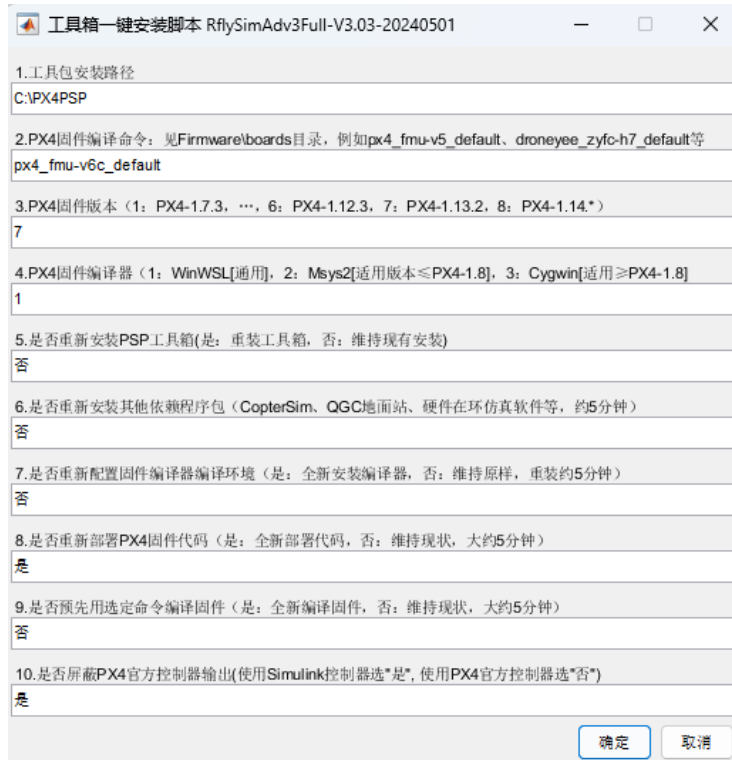 工具箱一键安装脚本 RflySimAdv3Full-V3.03-20240501
1.工具包安装路径
C:\PX4PSP
2.PX4固件编译命令：见Firmware\boards目录，例如px4_fmu-v5_default、droneyee_zyfc-h7_default等
px4_fmu-v6c_default
3.PX4固件版本（1：PX4-1.7.3，…，6：PX4-1.12.3，7：PX4-1.13.2，8：PX4-1.14.*）
7
4.PX4固件编译器（1：WinWSL[通用]，2：Msys2[适用版本≤PX4-1.8]，3：Cygwin[适用≥PX4-1.8]
1
5.是否重新安装PSP工具箱(是：重装工具箱，否：维持现有安装)
否
6.是否重新安装其他依赖程序包（CopterSim、QGC地面站、硬件在环仿真软件等，约5分钟）
否
7.是否重新配置固件编译器编译环境（是：全新安装编译器，否：维持原样，重装约5分钟）
否
8.是否重新部署PX4固件代码（是：全新部署代码，否：维持现状，大约5分钟）
是
9.是否预先用选定命令编译固件（是：全新编译固件，否：维持现状，大约5分钟）
否
10.是否屏蔽PX4官方控制器输出(使用Simulink控制器选"是", 使用PX4官方控制器选"否")
是
确定 取消